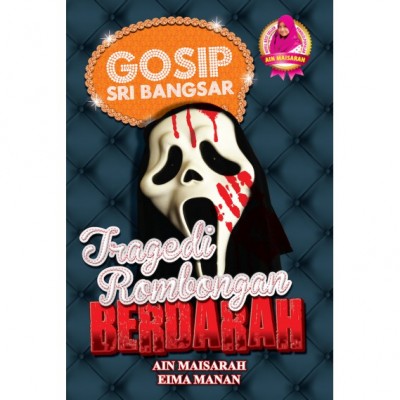 GOSIP
SRI BANGSAR
AIN MAISARAH
Tragedi
Rombongan
BERDARAH
AIN MAISARAH
EIMA MANAN